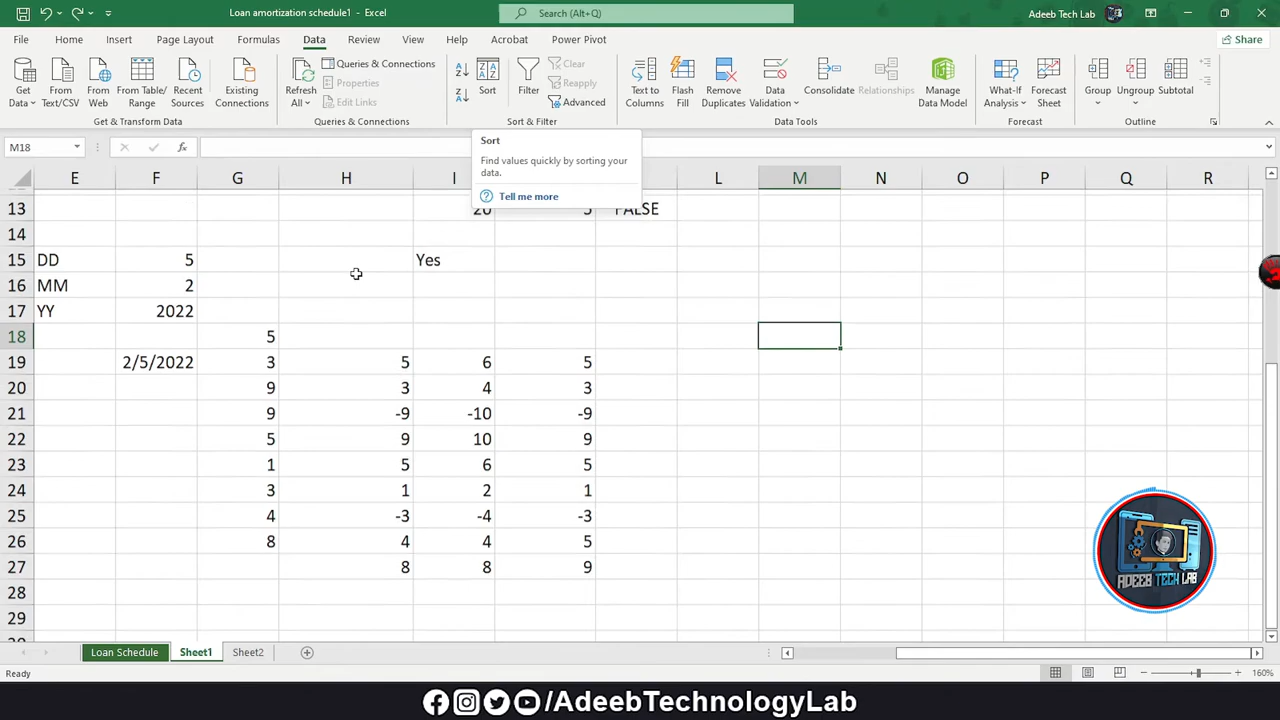 Loan amortization schedule1 - Excel
Search (Alt+Q)
Adeeb Tech Lab
File Home Insert Page Layout Formulas Data Review View Help Acrobat Power Pivot
Share
Get Data
From Text/CSV
From Web
From Table/ Range
Recent Sources
Existing Connections
Get & Transform Data
Refresh All
Queries & Connections
Properties
Edit Links
Queries & Connections
Sort
Filter
Clear
Reapply
Advanced
Sort & Filter
Text to Columns
Flash Fill
Remove Duplicates
Data Validation
Consolidate
Relationships
Manage Data Model
Data Tools
What-If Analysis
Forecast Sheet
Forecast
Group
Ungroup
Subtotal
Outline
M18
fx
Sort
Find values quickly by sorting your data.
Tell me more
E F G H I L M N O P Q R
13 20 5 FALSE
14
15 DD 5 Yes
16 MM 2
17 YY 2022
18 5
19 2/5/2022 3 5 6 5
20 9 3 4 3
21 9 -9 -10 -9
22 5 9 10 9
23 1 5 6 5
24 3 1 2 1
25 4 -3 -4 -3
26 8 4 4 5
27 8 8 9
28
29
ADEEB TECH LAB
Loan Schedule Sheet1 Sheet2
Ready
160%
/AdeebTechnologyLab